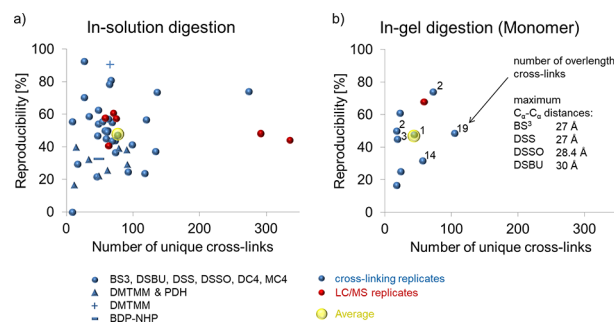 a)
In-solution digestion
Reproducibility [%]
100
80
60
40
20
0
0
100
200
300
Number of unique cross-links
b)
In-gel digestion (Monomer)
Reproducibility [%]
100
80
60
40
20
0
0
100
200
300
Number of unique cross-links
2
2
3
1
19
14
number of overlength
cross-links
maximum
Cα-Cα distances:
BS³ 27 Å
DSS 27 Å
DSSO 28.4 Å
DSBU 30 Å
BS3, DSBU, DSS, DSSO, DC4, MC4
DMTMM & PDH
DMTMM
BDP-NHP
cross-linking replicates
LC/MS replicates
Average